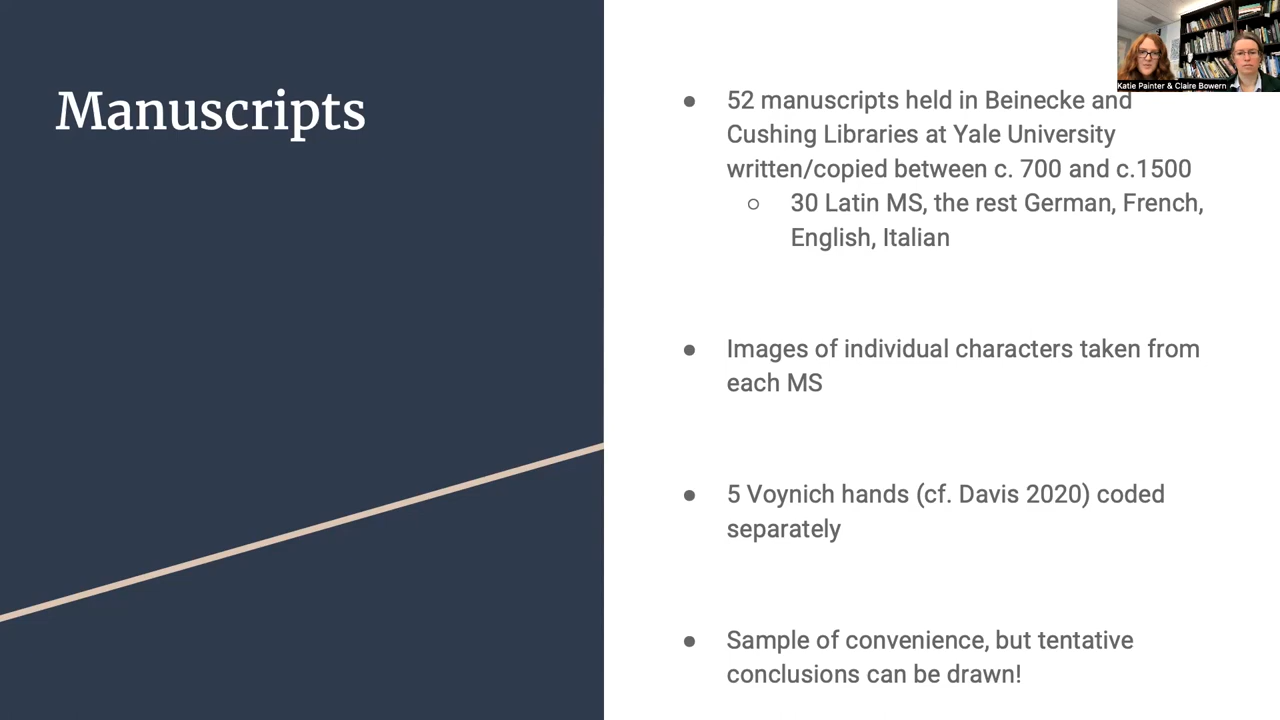 Manuscripts
Katie Painter & Claire Bowern
● 52 manuscripts held in Beinecke and
Cushing Libraries at Yale University
written/copied between c. 700 and c.1500
○ 30 Latin MS, the rest German, French,
English, Italian
● Images of individual characters taken from
each MS
● 5 Voynich hands (cf. Davis 2020) coded
separately
● Sample of convenience, but tentative
conclusions can be drawn!